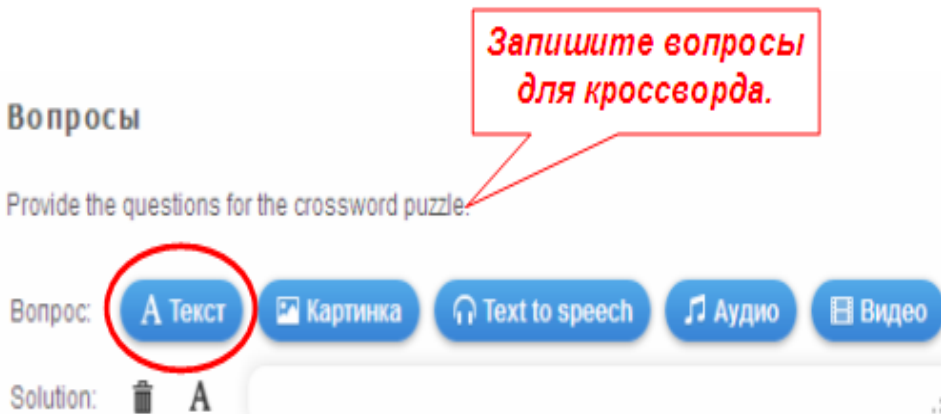 Запишите вопросы
для кроссворда.
Вопросы
Provide the questions for the crossword puzzle.
Вопрос: A Текст Картинка Text to speech Аудио Видео
Solution: A